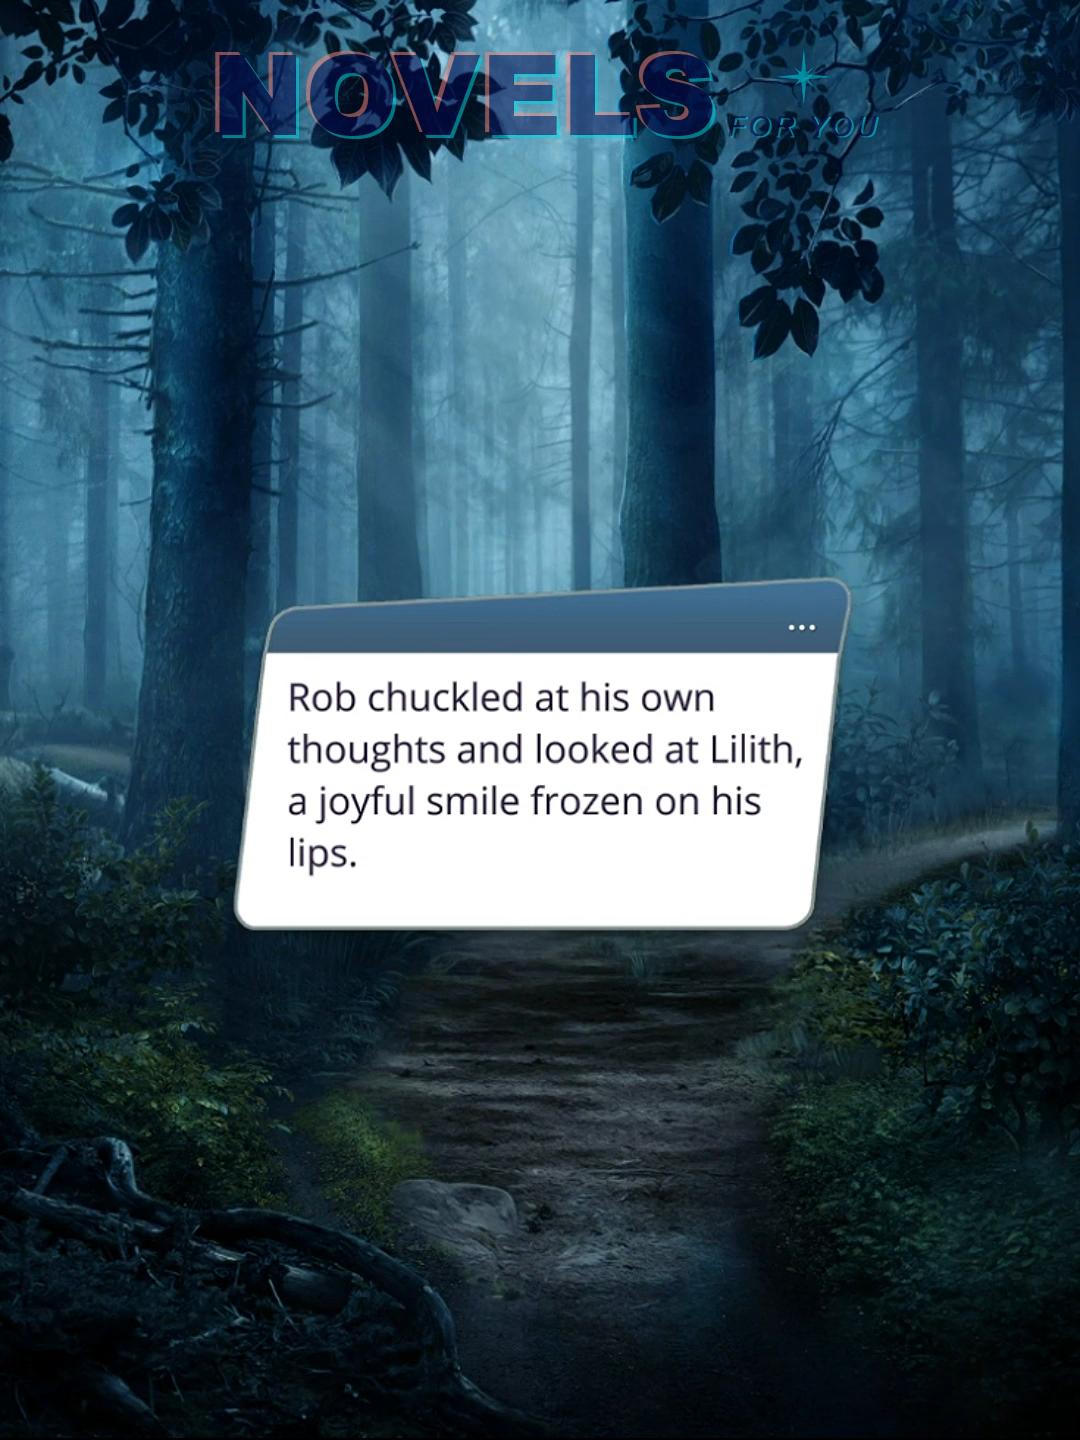 NOVELS
FOR YOU
...
Rob chuckled at his own
thoughts and looked at Lilith,
a joyful smile frozen on his
lips.